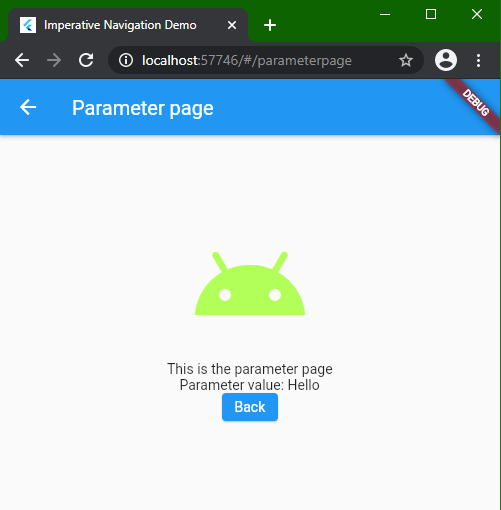 Imperative Navigation Demo
localhost:57746/#/parameterpage
Parameter page
DEBUG
This is the parameter page
Parameter value: Hello
Back